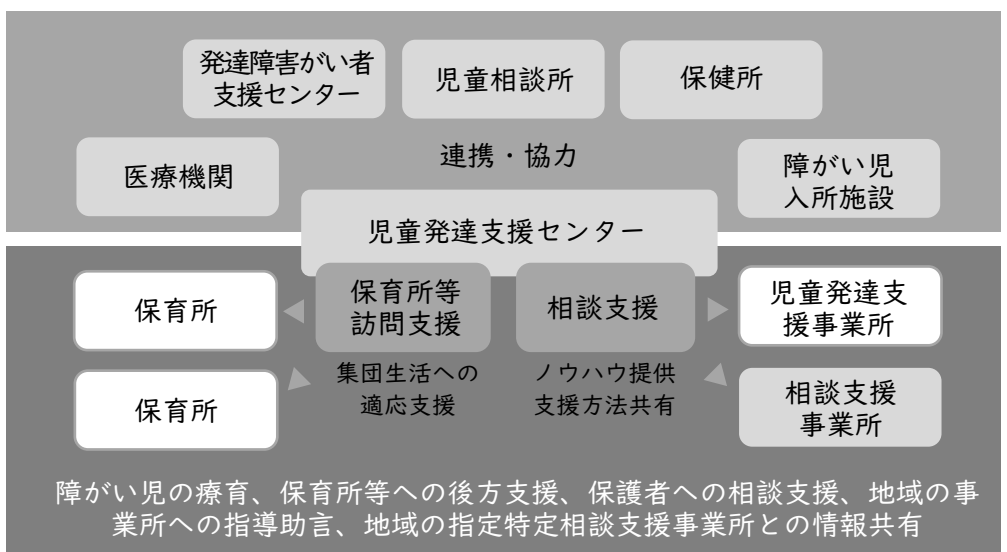 発達障害がい者
支援センター
児童相談所
保健所
医療機関
連携・協力
障がい児
入所施設
児童発達支援センター
保育所
保育所等
訪問支援
相談支援
児童発達支
援事業所
保育所
集団生活への
適応支援
ノウハウ提供
支援方法共有
相談支援
事業所
障がい児の療育、保育所等への後方支援、保護者への相談支援、地域の事
業所への指導助言、地域の指定特定相談支援事業所との情報共有